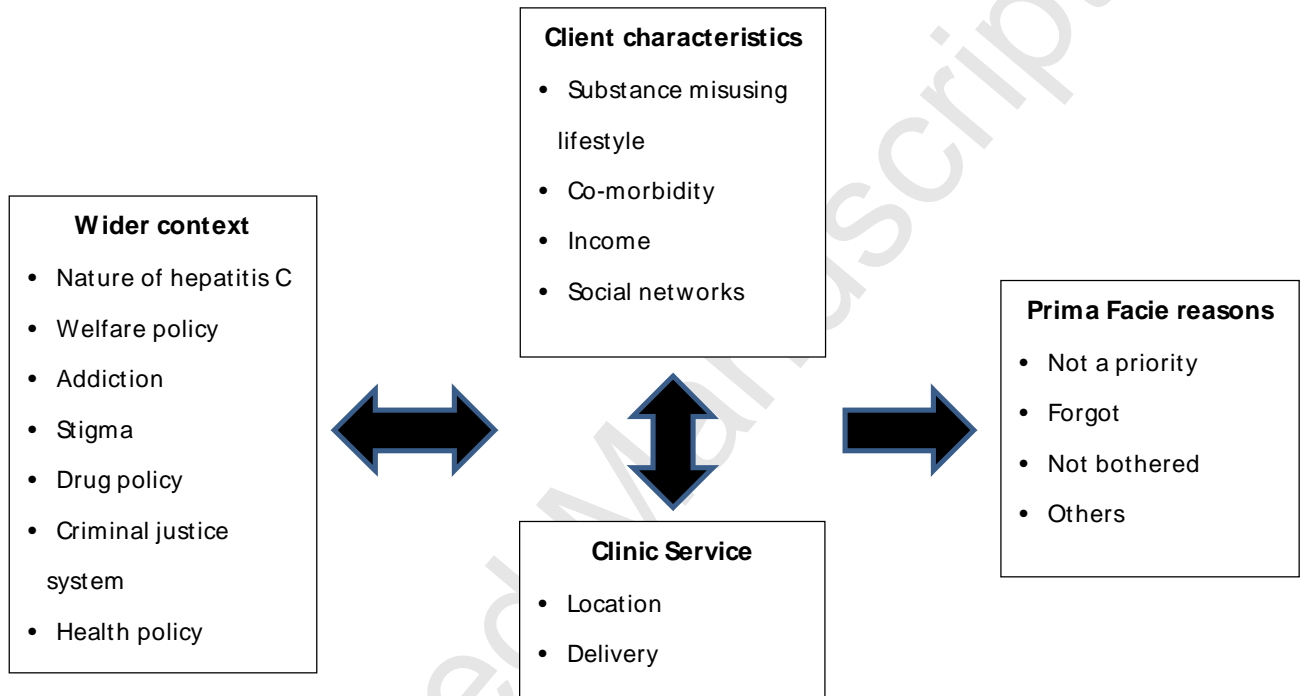 Client characteristics
• Substance misusing
lifestyle
• Co-morbidity
• Income
• Social networks
Wider context
• Nature of hepatitis C
• Welfare policy
• Addiction
• Stigma
• Drug policy
• Criminal justice
system
• Health policy
Prima Facie reasons
• Not a priority
• Forgot
• Not bothered
• Others
Clinic Service
• Location
• Delivery